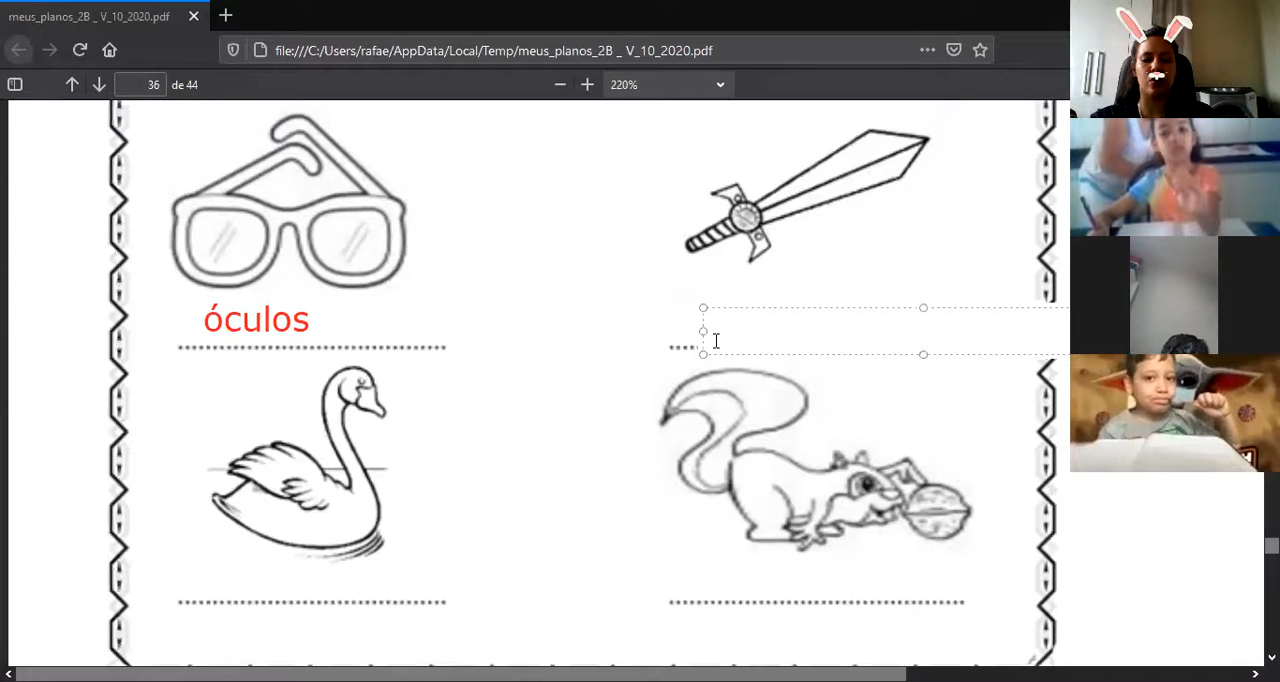 meus_planos_2B _ V_10_2020.pdf
file:///C:/Users/rafae/AppData/Local/Temp/meus_planos_2B _ V_10_2020.pdf
36 de 44
220%
óculos